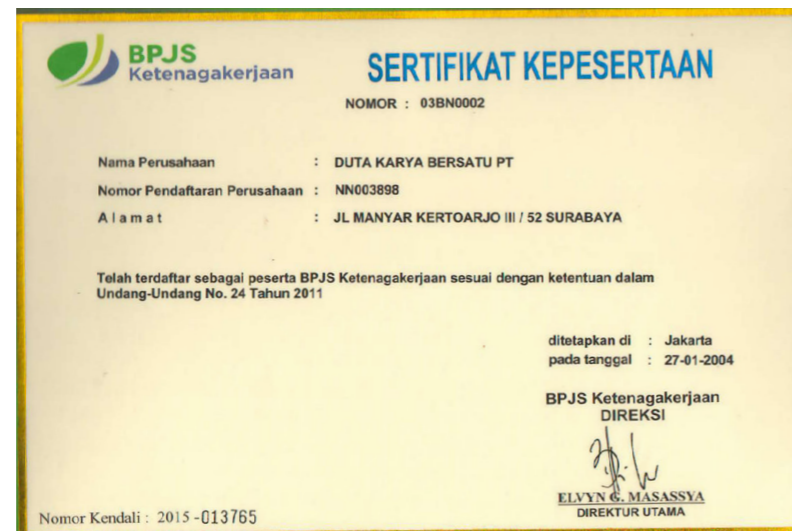 BPJS
Ketenagakerjaan
SERTIFIKAT KEPESERTAAN
NOMOR : 03BN0002
Nama Perusahaan : DUTA KARYA BERSATU PT
Nomor Pendaftaran Perusahaan : NN003898
A l a m a t : JL MANYAR KERTOARJO III / 52 SURABAYA
Telah terdaftar sebagai peserta BPJS Ketenagakerjaan sesuai dengan ketentuan dalam
Undang-Undang No. 24 Tahun 2011
ditetapkan di : Jakarta
pada tanggal : 27-01-2004
BPJS Ketenagakerjaan
DIREKSI
ELVYN G. MASASSYA
DIREKTUR UTAMA
Nomor Kendali : 2015 -013765